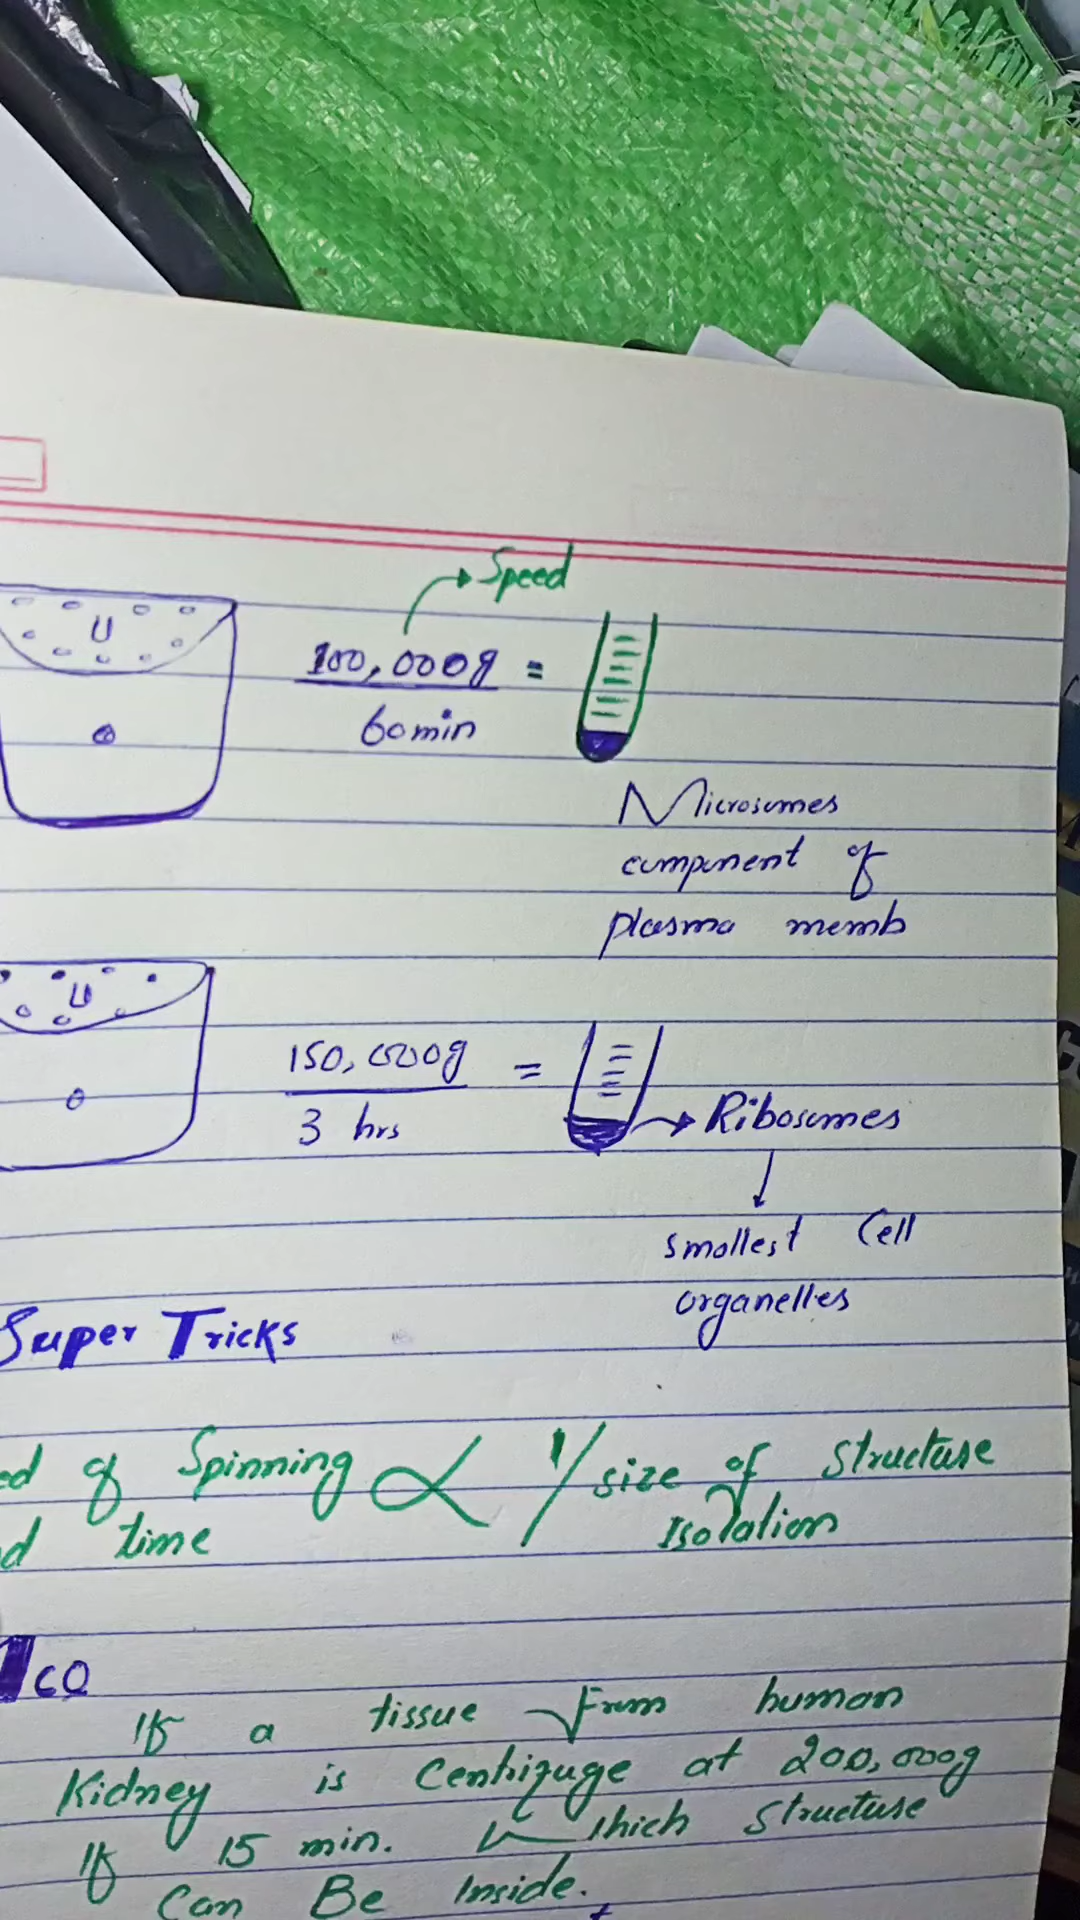 Speed
U
100,000g =
60min
Microsomes
component of
plasma memb
U
150,000g =
3 hrs
Ribosomes
smallest Cell
organelles
Super Tricks
ed of Spinning ∝ 1/size of structure
d time Isolation
CQ
If a tissue From human
Kidney is Centrifuge at 200,000g
If 15 min. Which structure
Can Be Inside.